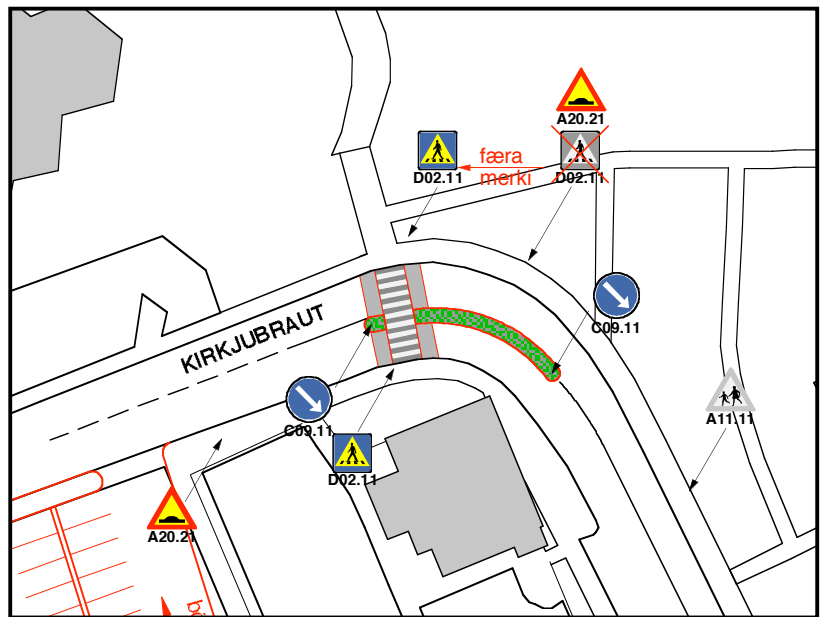 A20.21
færa
merki
D02.11
D02.11
KIRKJUBRAUT
C09.11
C09.11
A11.11
D02.11
A20.21